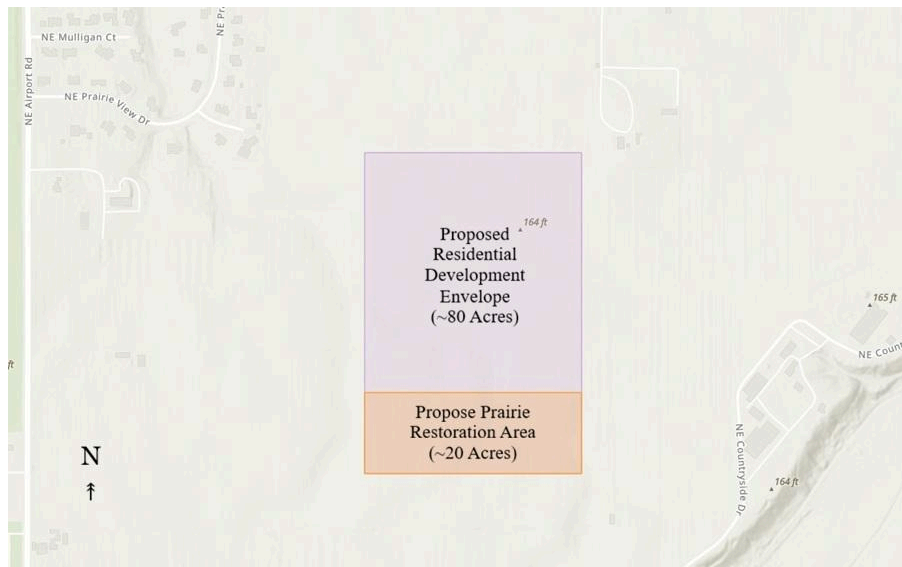 NE Mulligan Ct
NE Pr
NE Airport Rd
NE Prairie View Dr
164 ft
Proposed
Residential
Development
Envelope
(~80 Acres)
165 ft
NE Coun
ft
Propose Prairie
Restoration Area
(~20 Acres)
N
NE Countryside Dr
164 ft